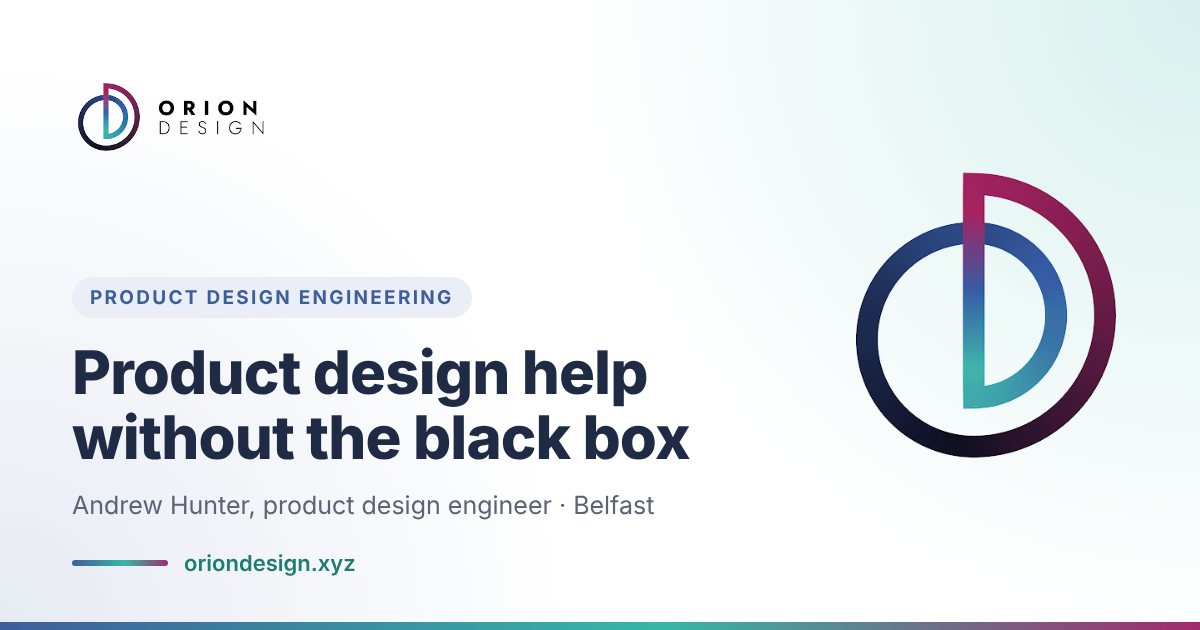 ORION
DESIGN
PRODUCT DESIGN ENGINEERING
Product design help
without the black box
Andrew Hunter, product design engineer · Belfast
oriondesign.xyz